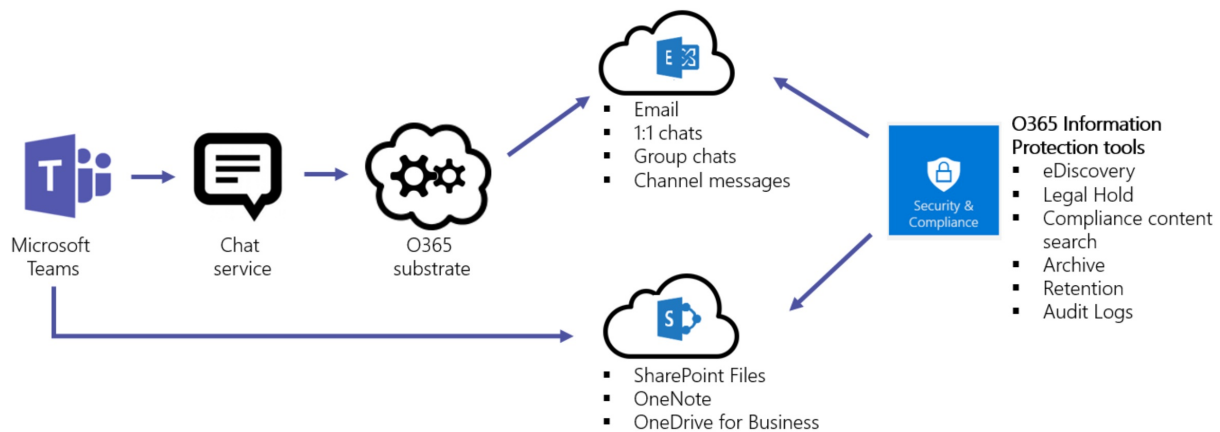 T
Microsoft
Teams
Chat
service
O365
substrate
E
▪ Email
▪ 1:1 chats
▪ Group chats
▪ Channel messages
S
▪ SharePoint Files
▪ OneNote
▪ OneDrive for Business
Security &
Compliance
O365 Information
Protection tools
▪ eDiscovery
▪ Legal Hold
▪ Compliance content
search
▪ Archive
▪ Retention
▪ Audit Logs